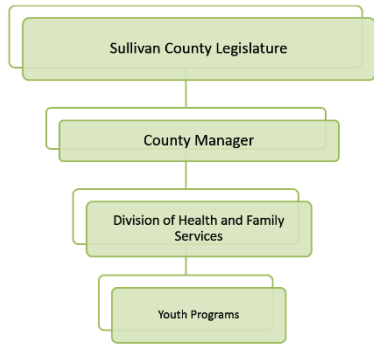 Sullivan County Legislature
County Manager
Division of Health and Family
Services
Youth Programs